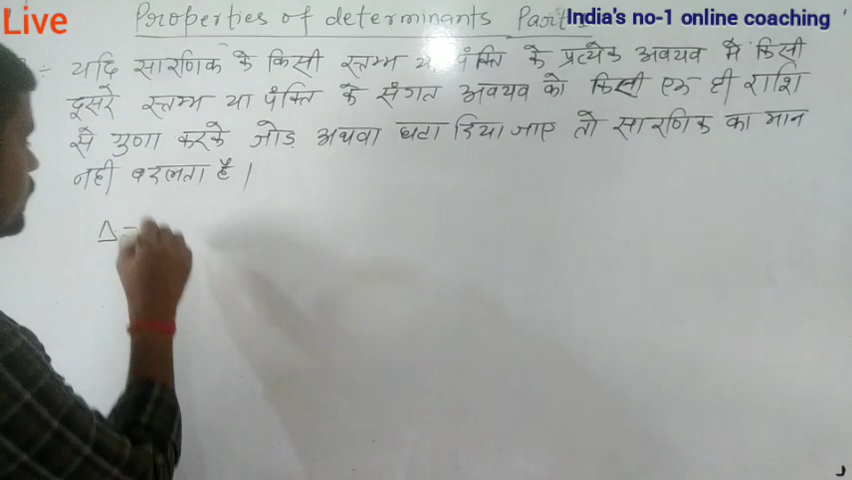 Live
Properties of determinants Part
India's no-1 online coaching
÷ यदि सारणिक के किसी स्तम्भ या पंक्ति के प्रत्येक अवयव मे किसी
दूसरे स्तम्भ या पंक्ति के संगत अवयव को किसी एक ही राशि
से गुणा करके जोड़ अथवा घटा दिया जाए तो सारणिक का मान
नही बदलता है।
Δ =